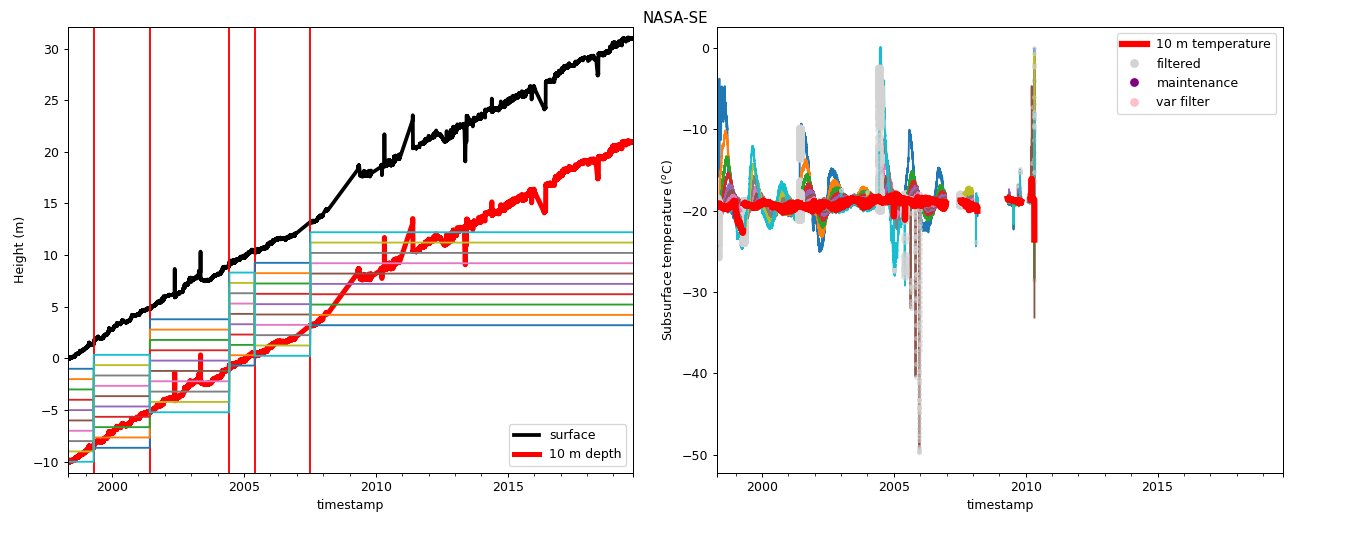 NASA-SE
Height (m)
30
25
20
15
10
5
0
−5
−10
2000
2005
2010
2015
timestamp
surface
10 m depth
Subsurface temperature (°C)
0
−10
−20
−30
−40
−50
2000
2005
2010
2015
timestamp
10 m temperature
filtered
maintenance
var filter